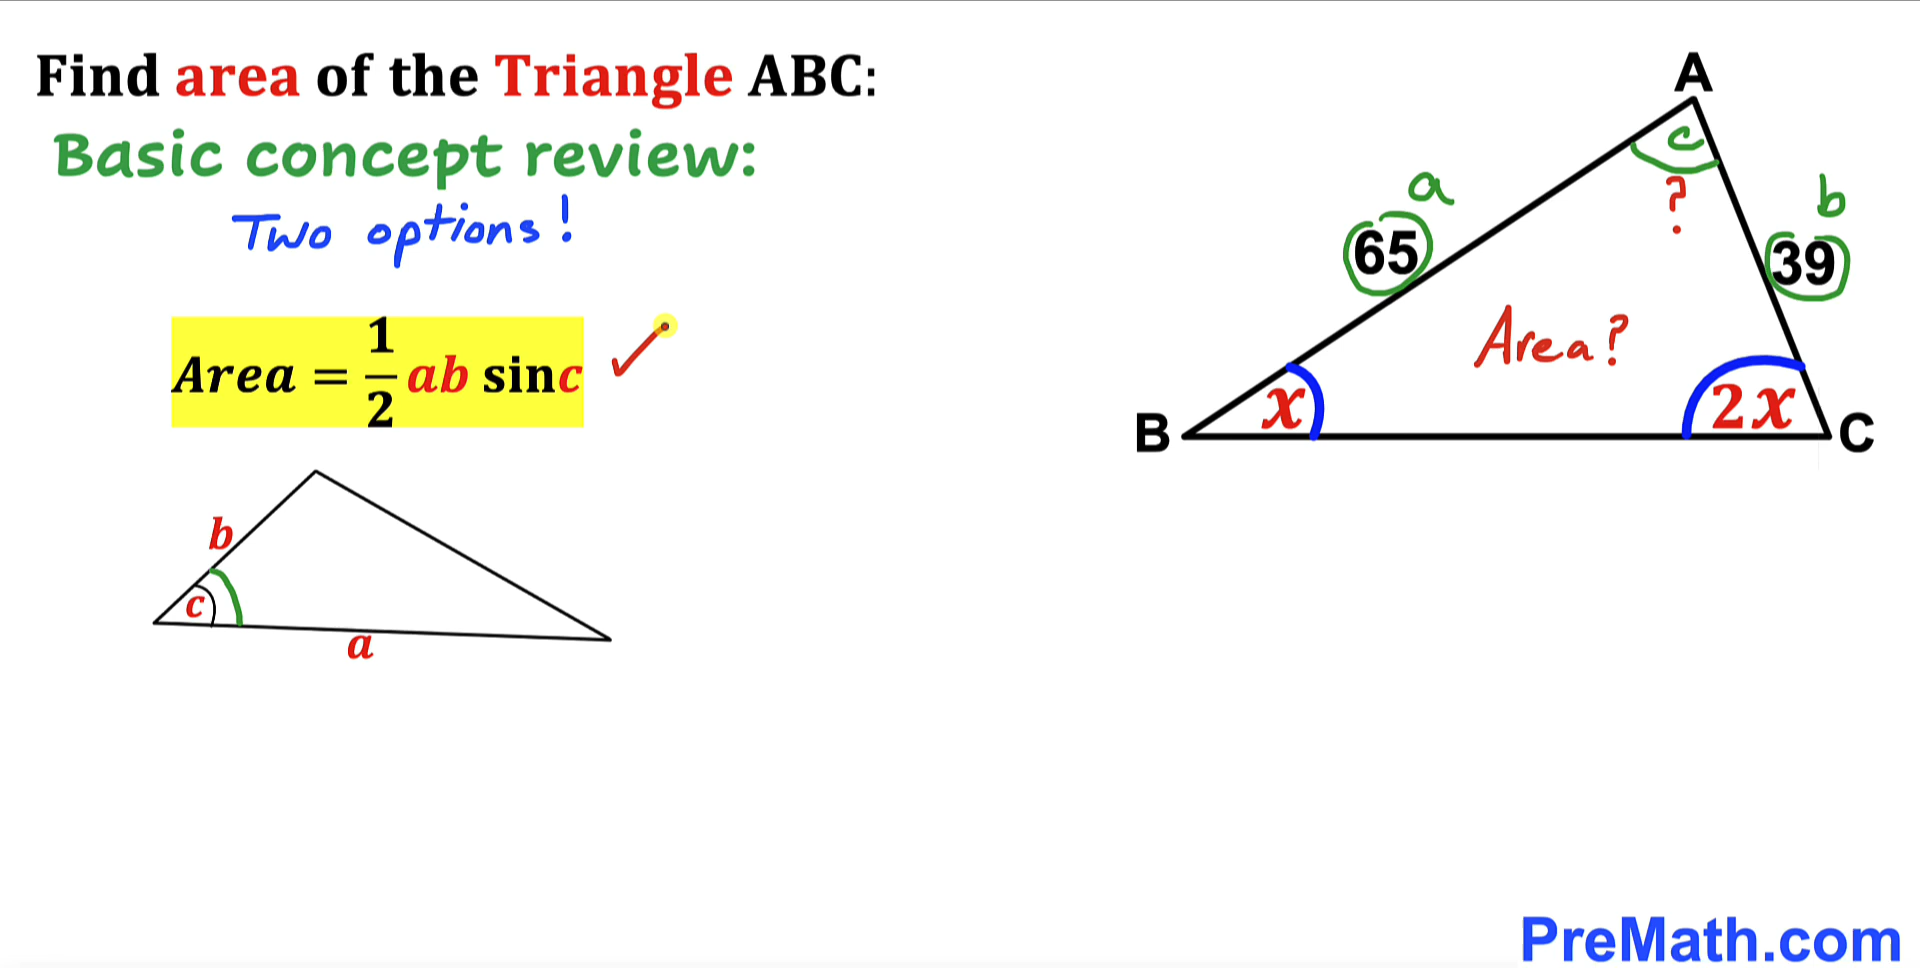 Find area of the Triangle ABC:
Basic concept review:
Two options!
Area = 1/2 ab sinc
b
c
a
A
c
?
a
b
65
39
Area?
B
x
2x
C
PreMath.com